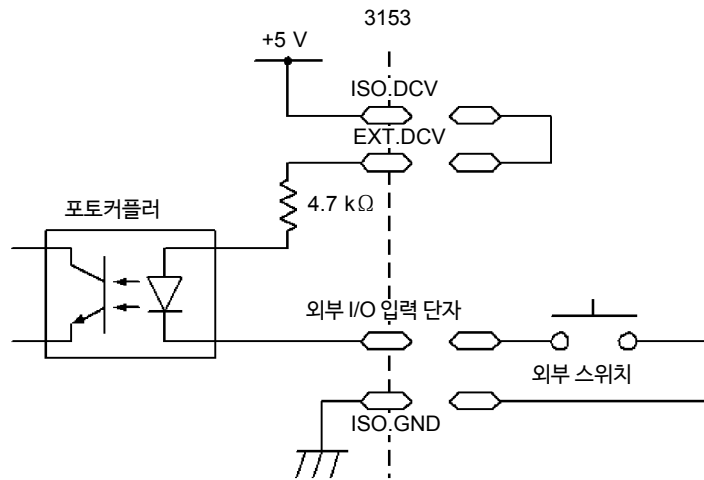 3153
+5 V
ISO.DCV
EXT.DCV
4.7 kΩ
포토커플러
외부 I/O 입력 단자
외부 스위치
ISO.GND